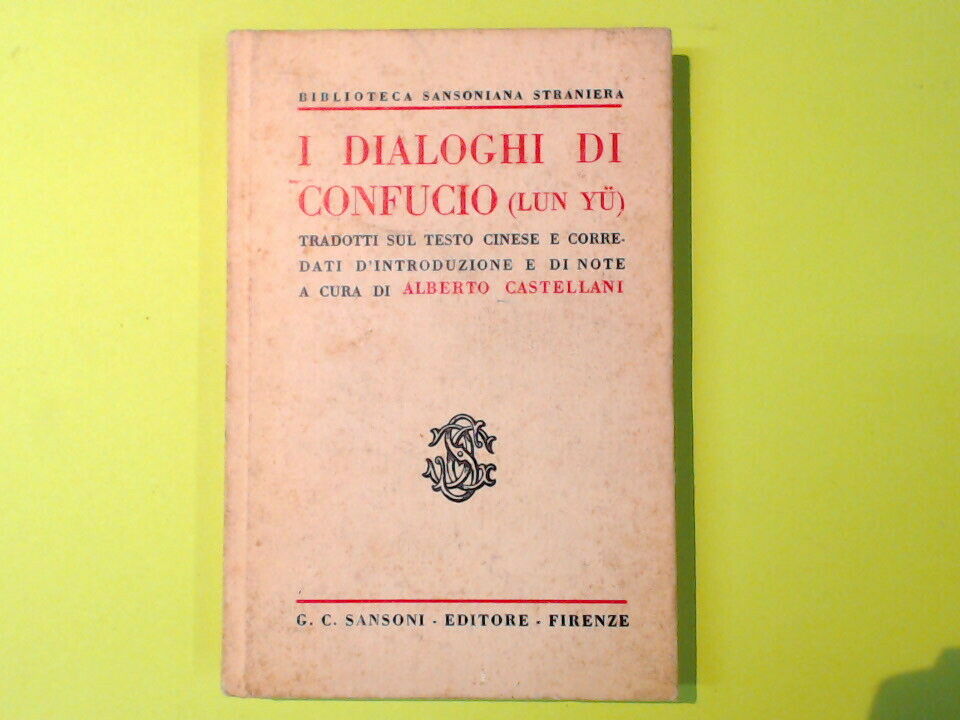 BIBLIOTECA SANSONIANA STRANIERA
I DIALOGHI DI
CONFUCIO (LUN YÜ)
TRADOTTI SUL TESTO CINESE E CORRE-
DATI D'INTRODUZIONE E DI NOTE
A CURA DI ALBERTO CASTELLANI
G. C. SANSONI - EDITORE - FIRENZE